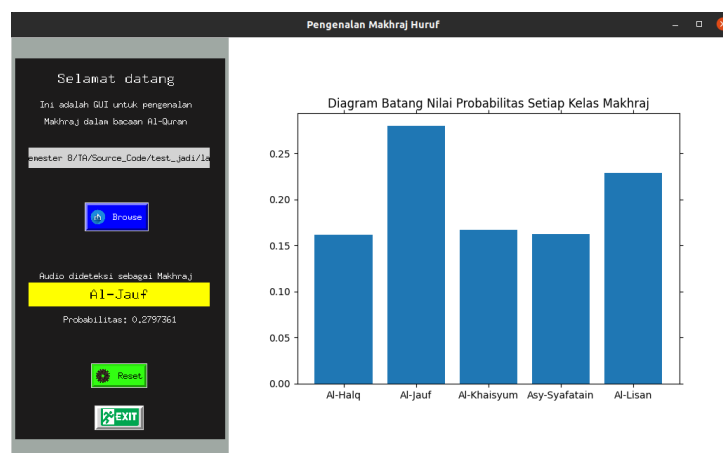 Pengenalan Makhraj Huruf
Selamat datang
Ini adalah GUI untuk pengenalan
Makhraj dalam bacaan Al-Quran
emester 8/TA/Source_Code/test_jadi/la
Browse
Audio dideteksi sebagai Makhraj
Al-Jauf
Probabilitas: 0.2797361
Reset
EXIT
Diagram Batang Nilai Probabilitas Setiap Kelas Makhraj
0.25
0.20
0.15
0.10
0.05
0.00
Al-Halq Al-Jauf Al-Khaisyum Asy-Syafatain Al-Lisan